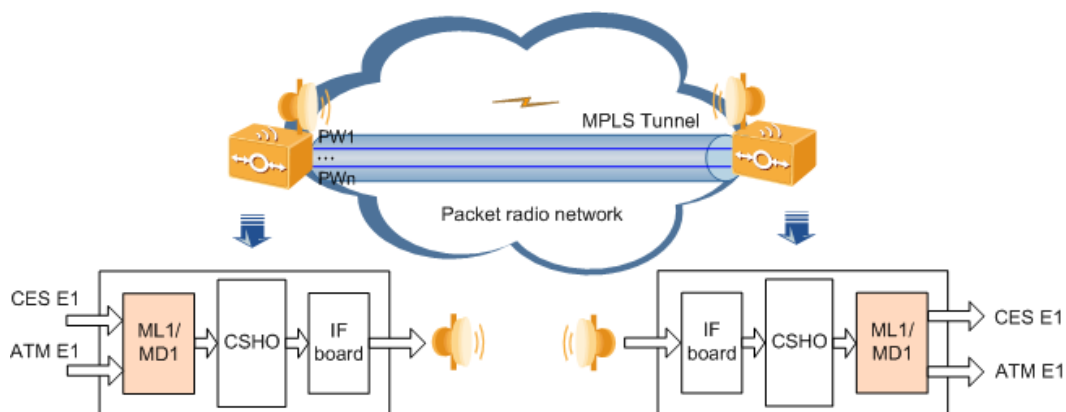 MPLS Tunnel
PW1
...
PWn
Packet radio network
CES E1
ATM E1
ML1/
MD1
CSHO
IF
board
IF
board
CSHO
ML1/
MD1
CES E1
ATM E1